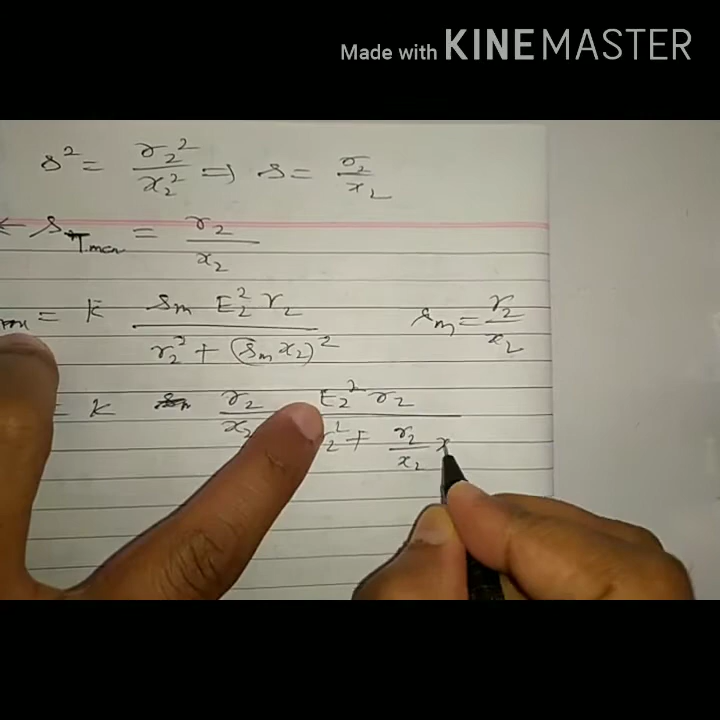 Made with KINEMASTER
s² = r₂²/x₂² ⇒ s = r₂/x₂
← s_Tmax = r₂/x₂
= K s_m E₂² r₂ / r₂² + (s_m x₂)²
s_m = r₂/x₂
= K r₂/x₂ E₂² r₂ / r₂² + r₂/x₂ x